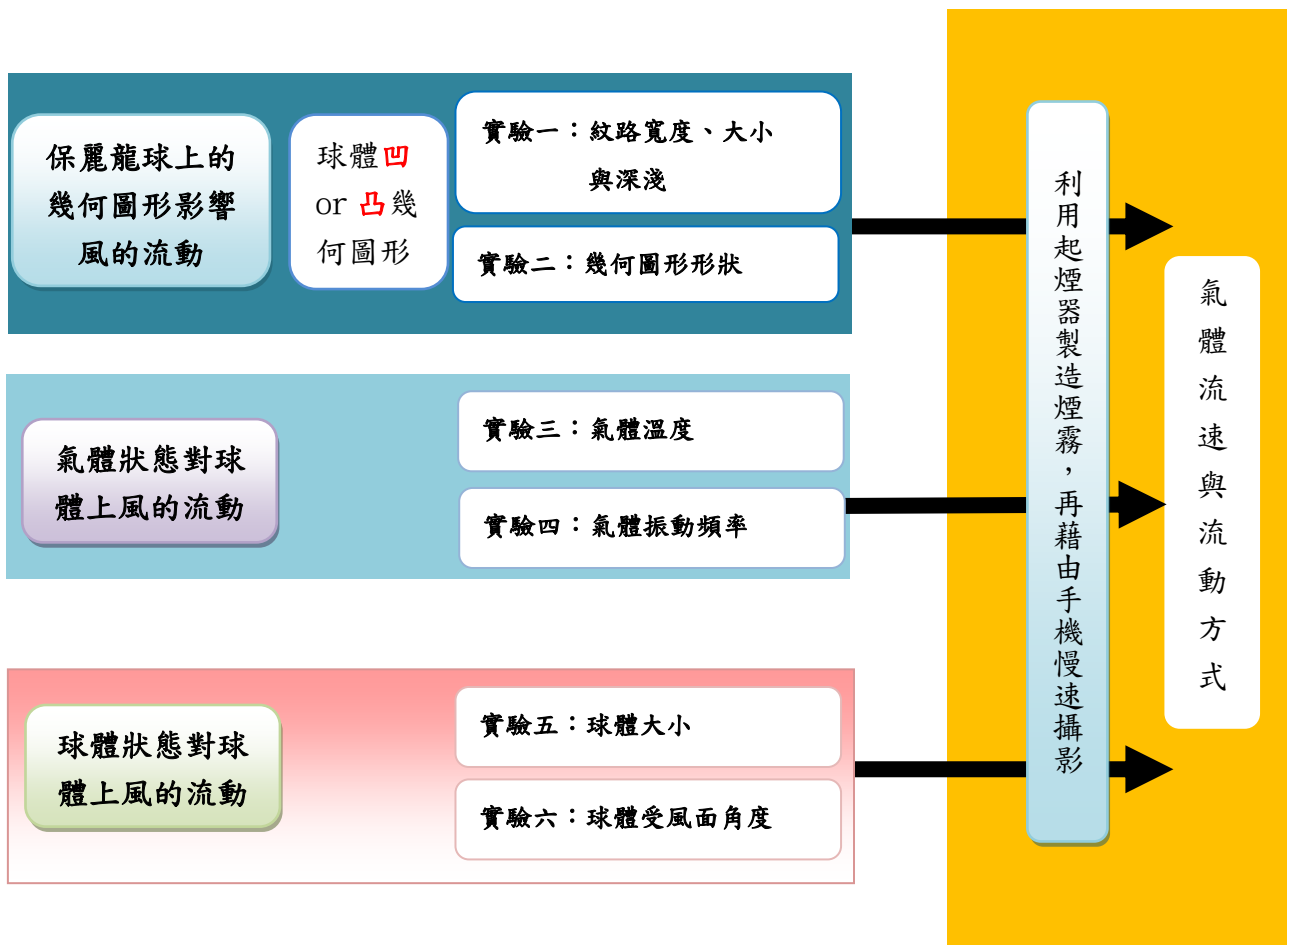 保麗龍球上的
幾何圖形影響
風的流動
球體凹
or 凸幾
何圖形
實驗一：紋路寬度、大小
與深淺
實驗二：幾何圖形形狀
氣體狀態對球
體上風的流動
實驗三：氣體溫度
實驗四：氣體振動頻率
球體狀態對球
體上風的流動
實驗五：球體大小
實驗六：球體受風面角度
利用起煙器製造煙霧，再藉由手機慢速攝影
氣體流速與流動方式